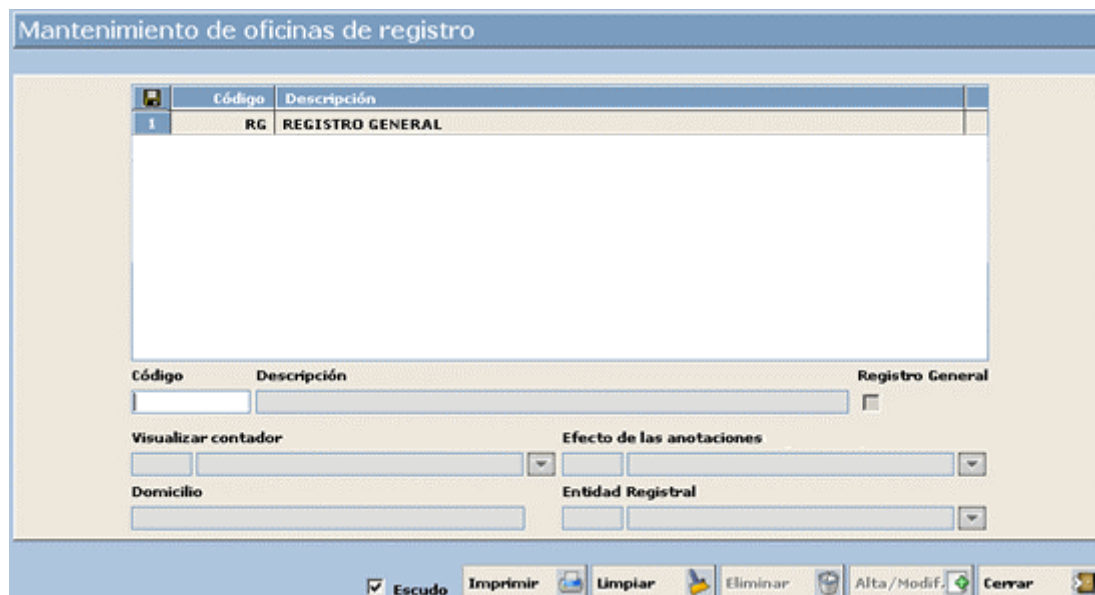 Mantenimiento de oficinas de registro
Código Descripción
1 RG REGISTRO GENERAL
Código Descripción Registro General
Visualizar contador Efecto de las anotaciones
Domicilio Entidad Registral
Escudo Imprimir Limpiar Eliminar Alta/Modif. Cerrar